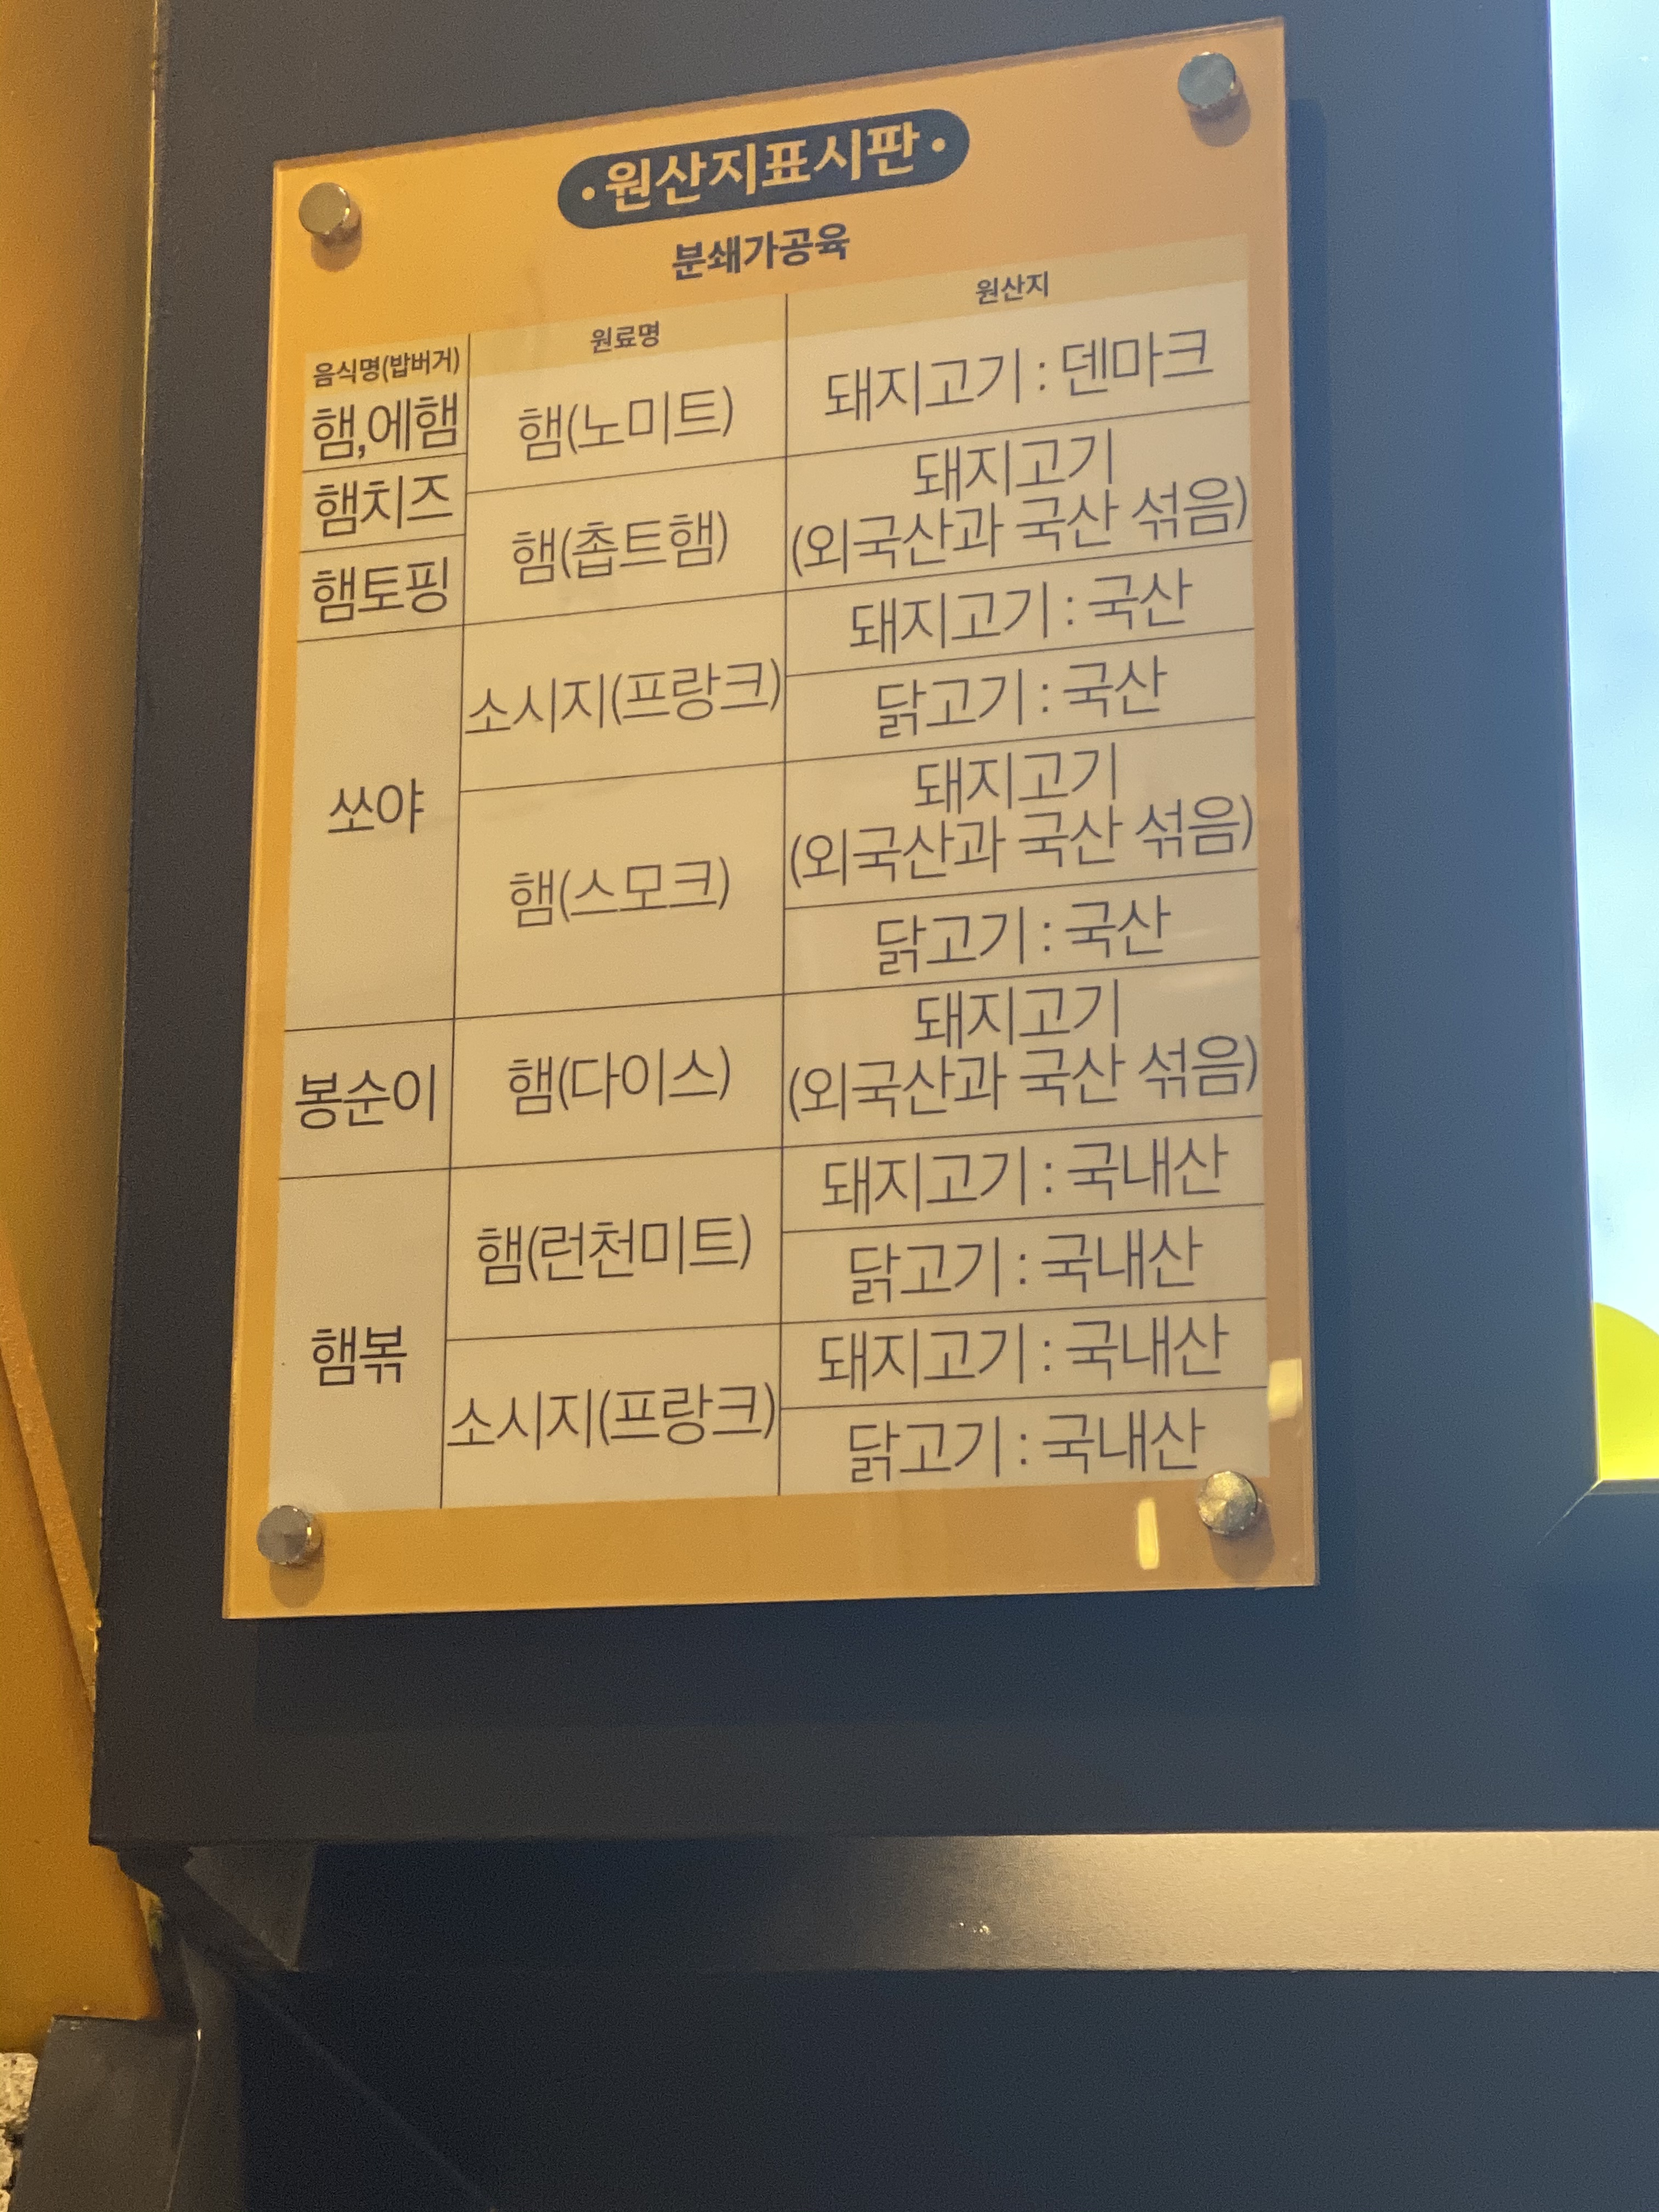 ·원산지표시판·
분쇄가공육
음식명(밥버거) 원료명 원산지
햄,에햄 햄(노미트) 돼지고기 : 덴마크
햄치즈
햄토핑
햄(촙트햄) 돼지고기
(외국산과 국산 섞음)
쏘야 소시지(프랑크) 돼지고기 : 국산
닭고기 : 국산
햄(스모크) 돼지고기
(외국산과 국산 섞음)
닭고기 : 국산
봉순이 햄(다이스) 돼지고기
(외국산과 국산 섞음)
햄볶 햄(런천미트) 돼지고기 : 국내산
닭고기 : 국내산
소시지(프랑크) 돼지고기 : 국내산
닭고기 : 국내산